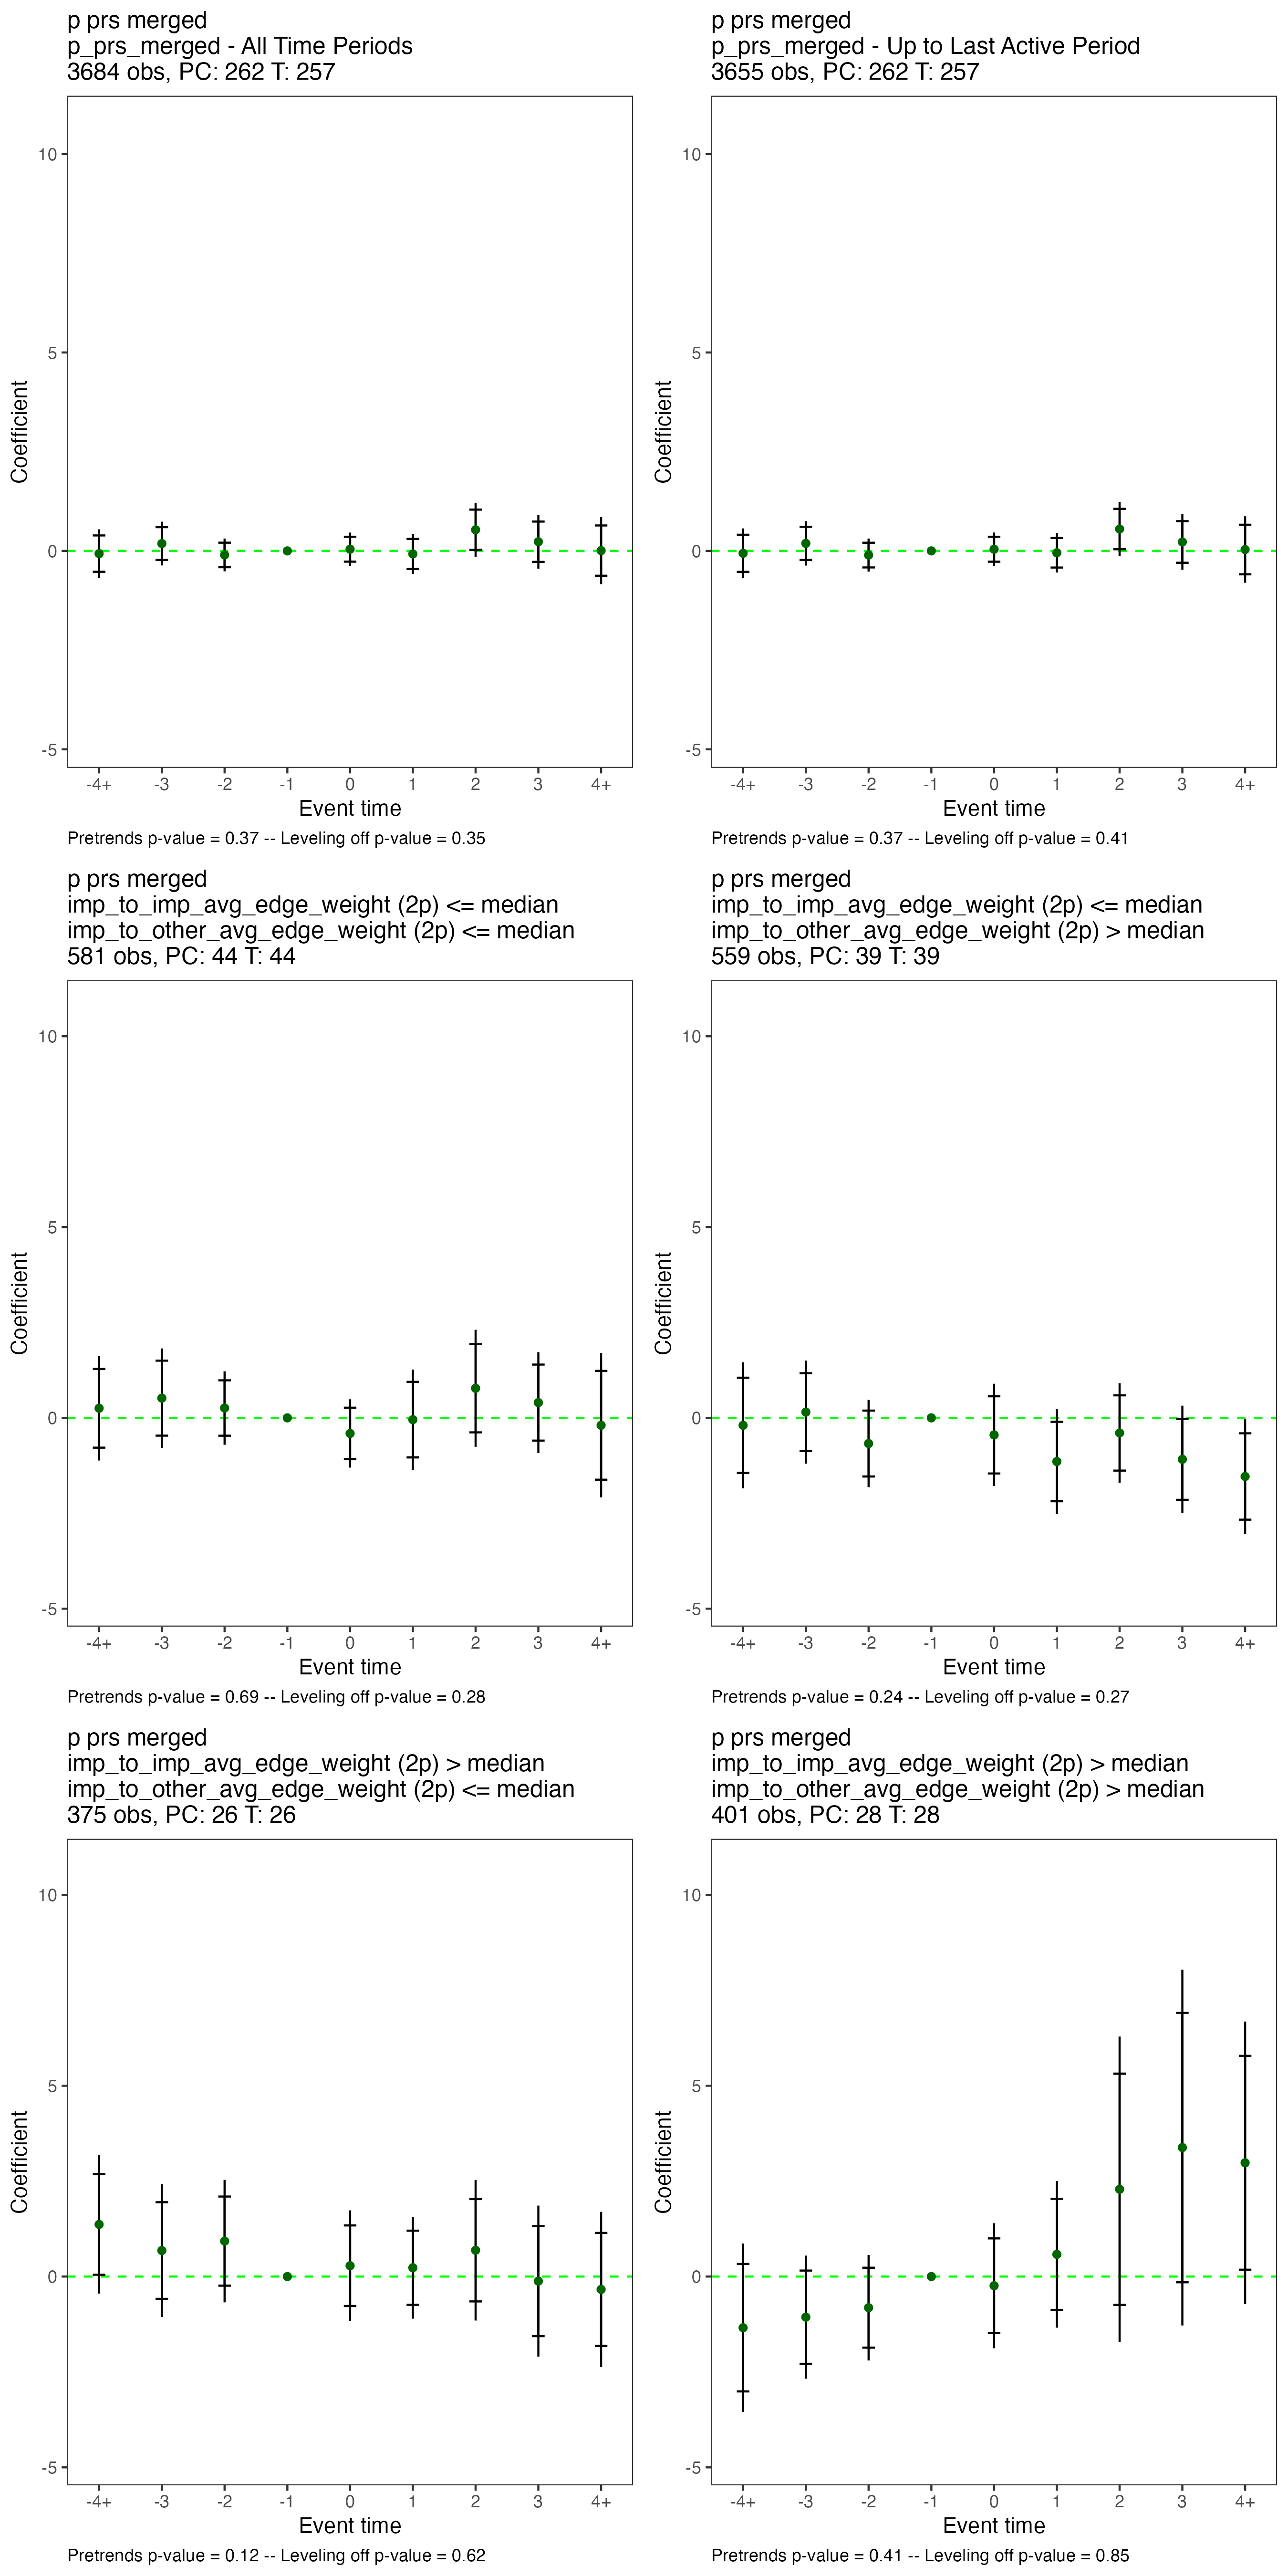 p prs merged
p_prs_merged - All Time Periods
3684 obs, PC: 262 T: 257
10
5
0
-5
Coefficient
-4+ -3 -2 -1 0 1 2 3 4+
Event time
Pretrends p-value = 0.37 -- Leveling off p-value = 0.35
p prs merged
p_prs_merged - Up to Last Active Period
3655 obs, PC: 262 T: 257
10
5
0
-5
Coefficient
-4+ -3 -2 -1 0 1 2 3 4+
Event time
Pretrends p-value = 0.37 -- Leveling off p-value = 0.41
p prs merged
imp_to_imp_avg_edge_weight (2p) <= median
imp_to_other_avg_edge_weight (2p) <= median
581 obs, PC: 44 T: 44
10
5
0
-5
Coefficient
-4+ -3 -2 -1 0 1 2 3 4+
Event time
Pretrends p-value = 0.69 -- Leveling off p-value = 0.28
p prs merged
imp_to_imp_avg_edge_weight (2p) <= median
imp_to_other_avg_edge_weight (2p) > median
559 obs, PC: 39 T: 39
10
5
0
-5
Coefficient
-4+ -3 -2 -1 0 1 2 3 4+
Event time
Pretrends p-value = 0.24 -- Leveling off p-value = 0.27
p prs merged
imp_to_imp_avg_edge_weight (2p) > median
imp_to_other_avg_edge_weight (2p) <= median
375 obs, PC: 26 T: 26
10
5
0
-5
Coefficient
-4+ -3 -2 -1 0 1 2 3 4+
Event time
Pretrends p-value = 0.12 -- Leveling off p-value = 0.62
p prs merged
imp_to_imp_avg_edge_weight (2p) > median
imp_to_other_avg_edge_weight (2p) > median
401 obs, PC: 28 T: 28
10
5
0
-5
Coefficient
-4+ -3 -2 -1 0 1 2 3 4+
Event time
Pretrends p-value = 0.41 -- Leveling off p-value = 0.85